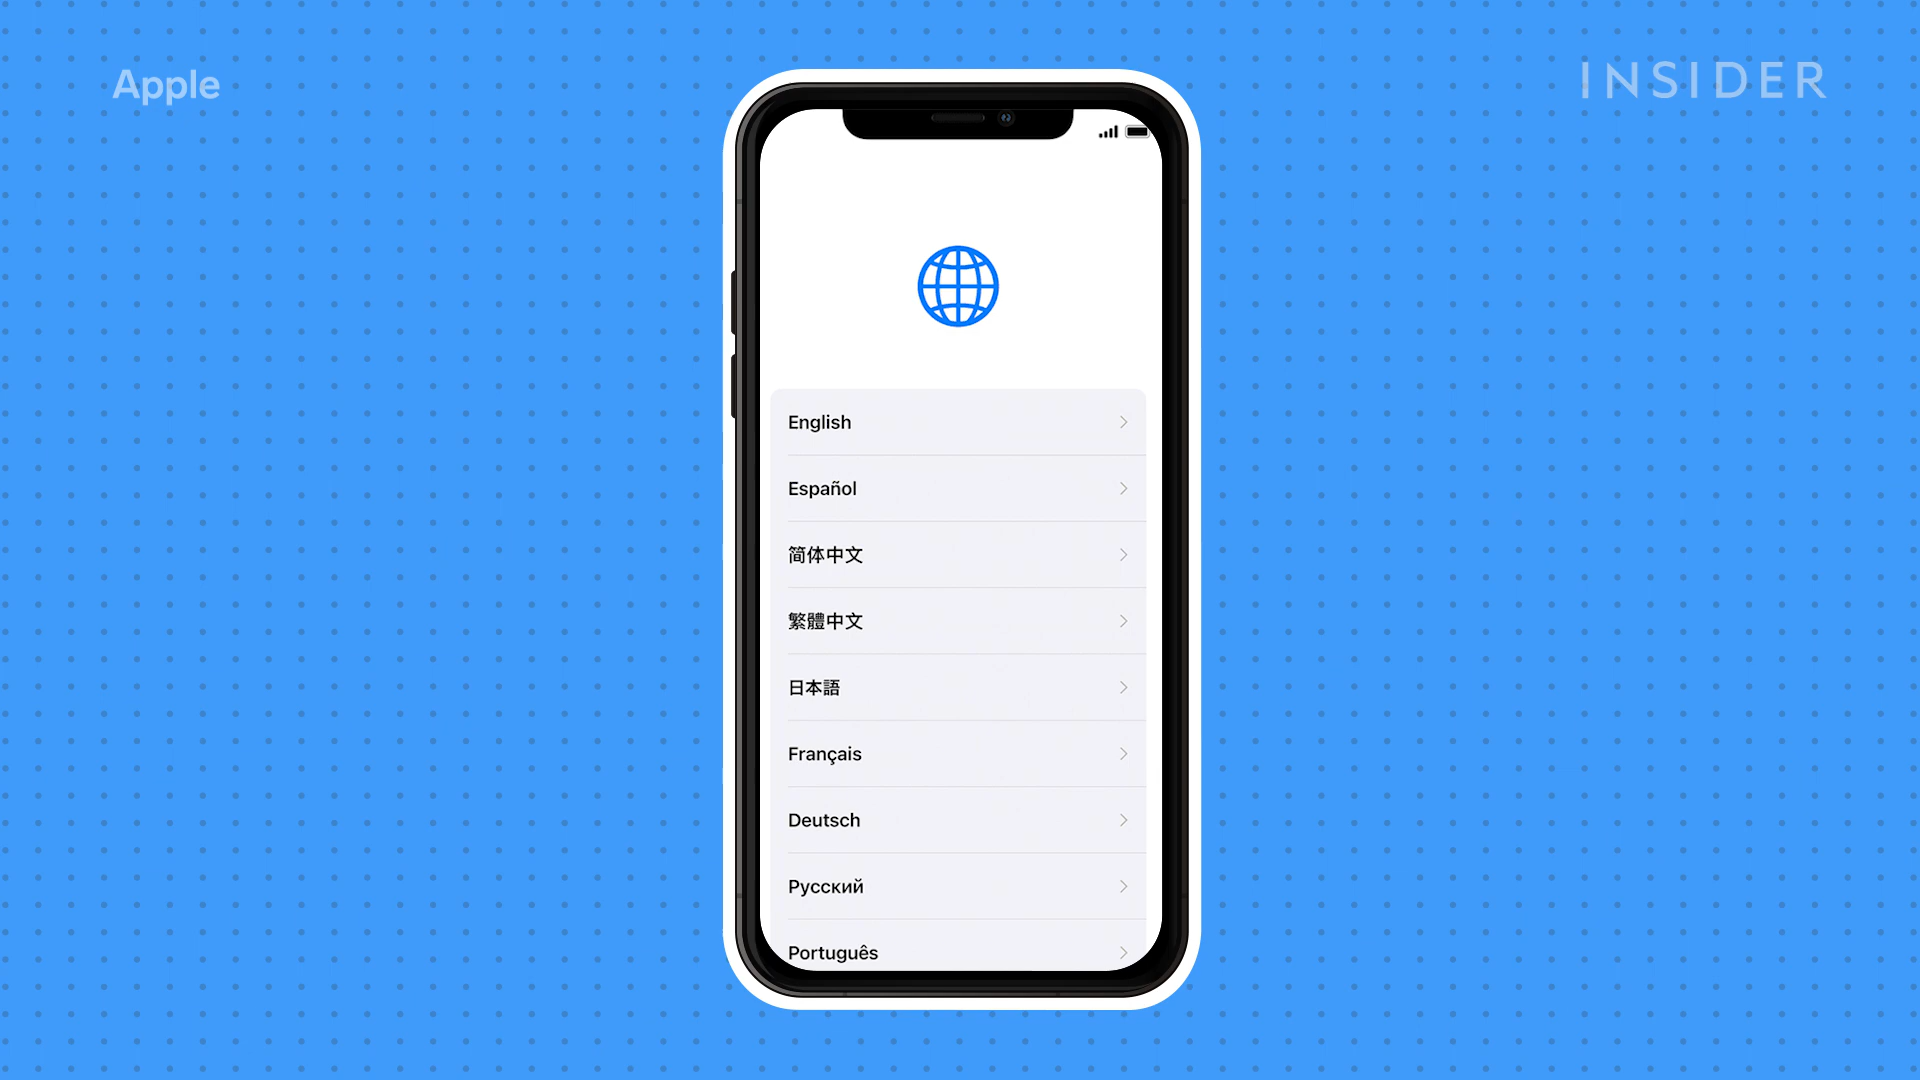 Apple
INSIDER
English
Español
简体中文
繁體中文
日本語
Français
Deutsch
Русский
Português